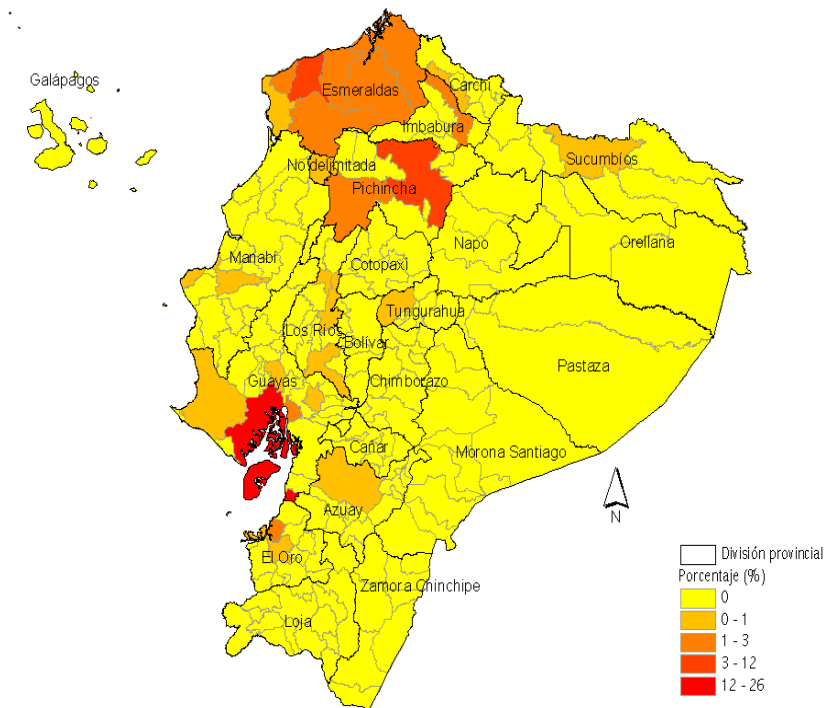 Galápagos
Esmeraldas
Carchi
Imbabura
Sucumbíos
No delimitada
Pichincha
Napo
Orellana
Manabí
Cotopaxi
Tungurahua
Los Ríos
Bolívar
Pastaza
Guayas
Chimborazo
Cañar
Morona Santiago
Azuay
N
El Oro
Zamora Chinchipe
Loja
División provincial
Porcentaje (%)
0
0 - 1
1 - 3
3 - 12
12 - 26